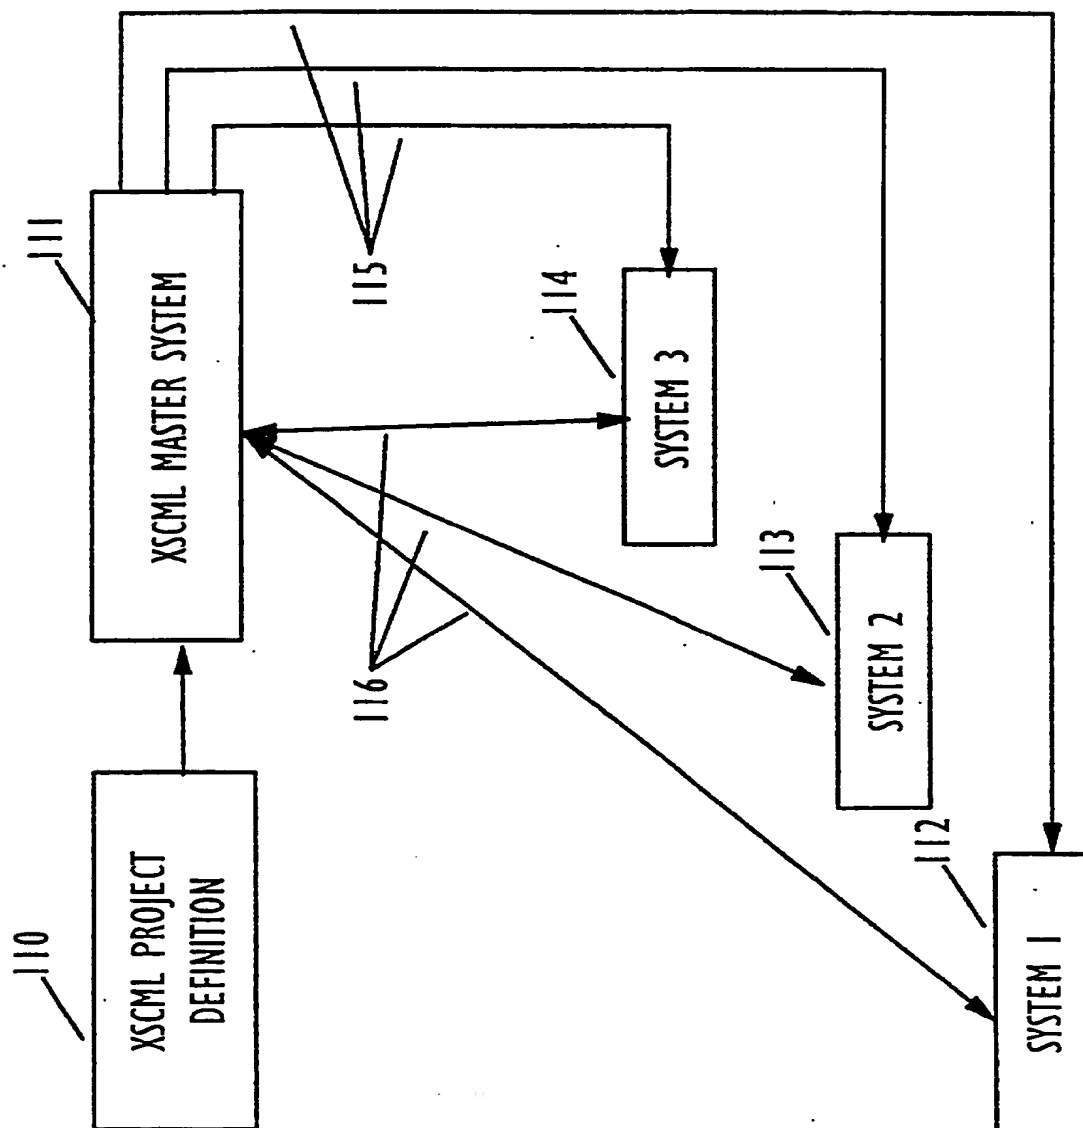 110
XSCML PROJECT
DEFINITION
111
XSCML MASTER SYSTEM
115
116
114
SYSTEM 3
113
SYSTEM 2
112
SYSTEM 1